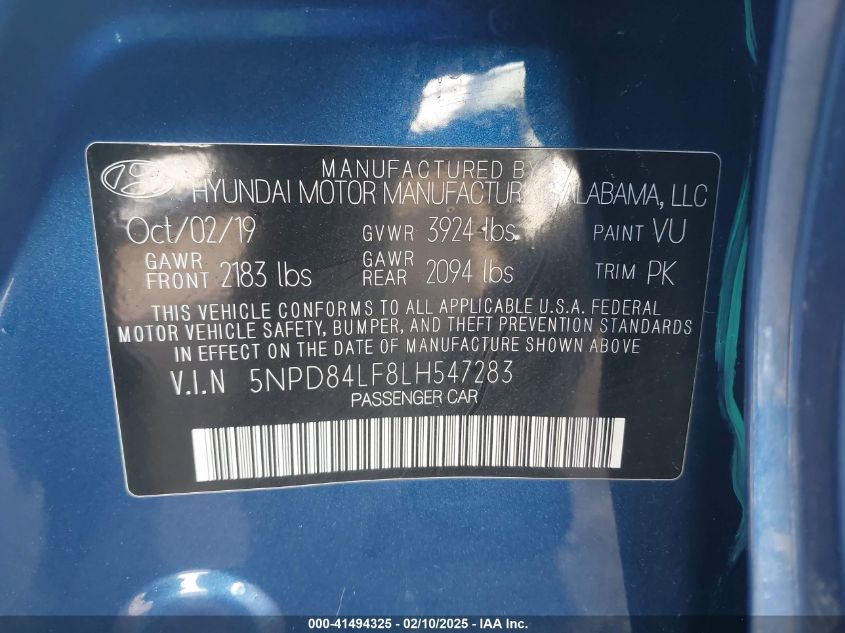 MANUFACTURED BY
HYUNDAI MOTOR MANUFACTURING ALABAMA, LLC
Oct/02/19 GVWR 3924 lbs. PAINT VU
GAWR FRONT 2183 lbs GAWR REAR 2094 lbs TRIM PK
THIS VEHICLE CONFORMS TO ALL APPLICABLE U.S.A. FEDERAL
MOTOR VEHICLE SAFETY, BUMPER, AND THEFT PREVENTION STANDARDS
IN EFFECT ON THE DATE OF MANUFACTURE SHOWN ABOVE
V.I.N 5NPD84LF8LH547283
PASSENGER CAR
000-41494325 - 02/10/2025 - IAA Inc.